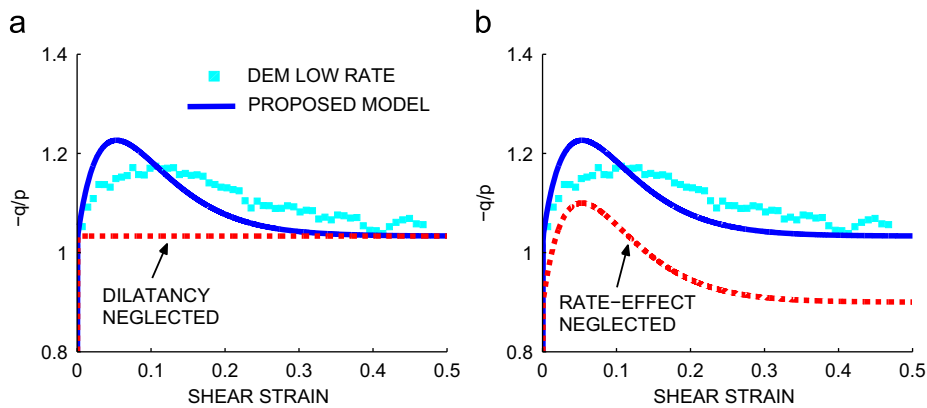 a
1.4
1.2
1
0.8
−q/p
DEM LOW RATE
PROPOSED MODEL
DILATANCY
NEGLECTED
0 0.1 0.2 0.3 0.4 0.5
SHEAR STRAIN
b
1.4
1.2
1
0.8
−q/p
RATE−EFFECT
NEGLECTED
0 0.1 0.2 0.3 0.4 0.5
SHEAR STRAIN